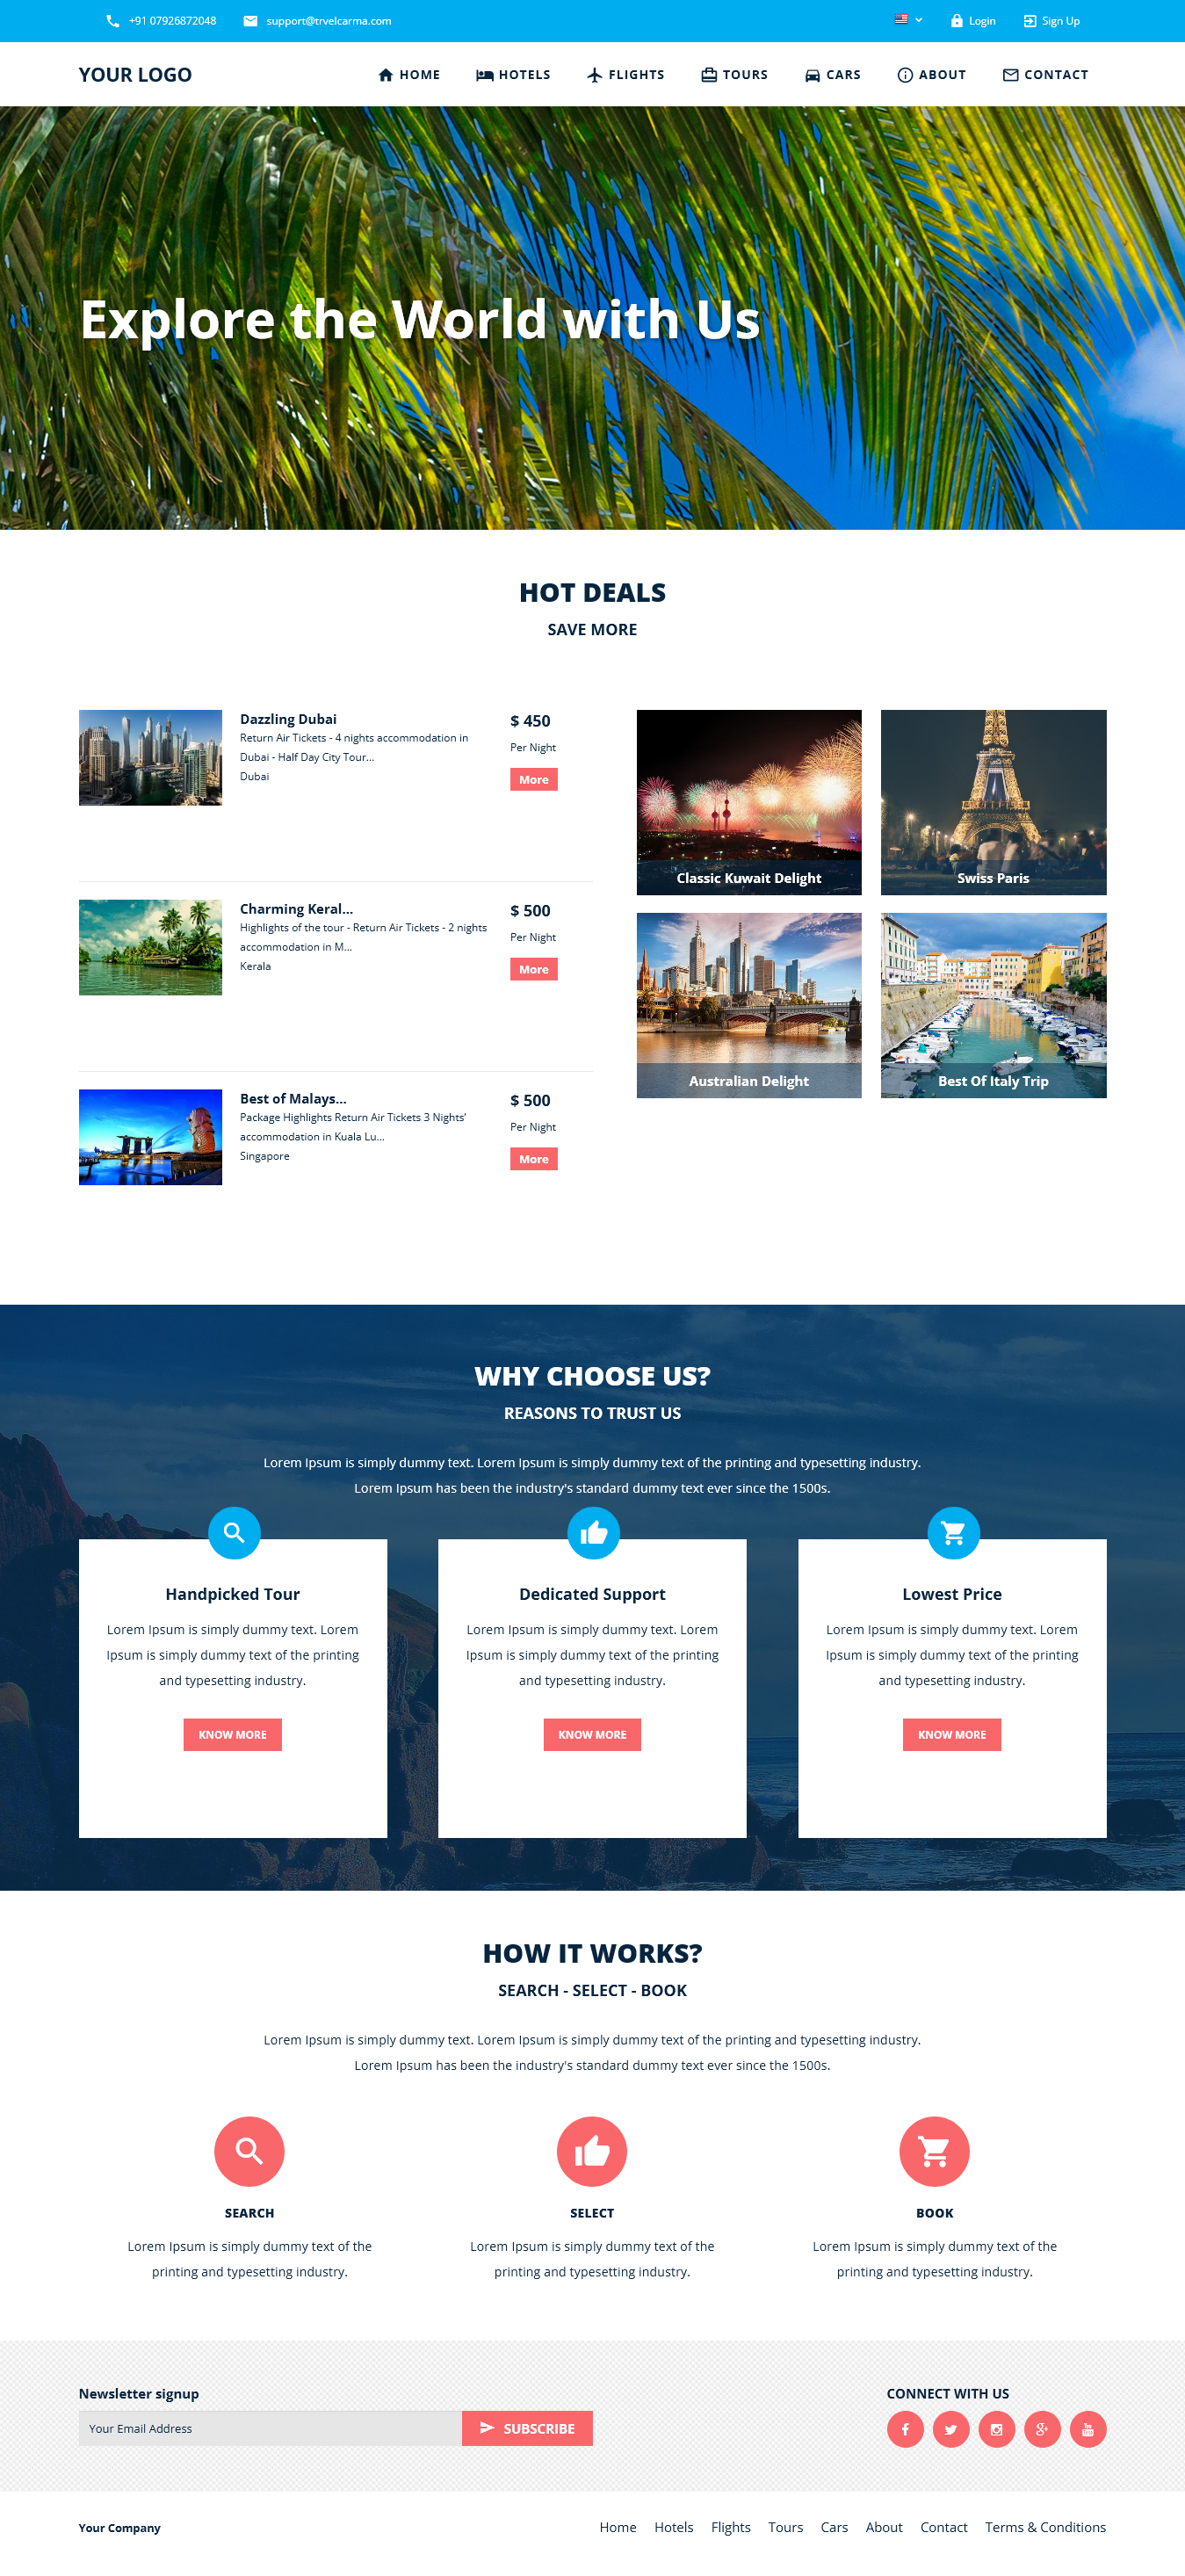 +91 07926872048 support@trvelcarma.com Login Sign Up
YOUR LOGO HOME HOTELS FLIGHTS TOURS CARS ABOUT CONTACT
Explore the World with Us
HOT DEALS
SAVE MORE
Dazzling Dubai
Return Air Tickets - 4 nights accommodation in
Dubai - Half Day City Tour...
Dubai
$ 450
Per Night
More
Charming Keral...
Highlights of the tour - Return Air Tickets - 2 nights
accommodation in M...
Kerala
$ 500
Per Night
More
Best of Malays...
Package Highlights Return Air Tickets 3 Nights'
accommodation in Kuala Lu...
Singapore
$ 500
Per Night
More
Classic Kuwait Delight
Swiss Paris
Australian Delight
Best Of Italy Trip
WHY CHOOSE US?
REASONS TO TRUST US
Lorem Ipsum is simply dummy text. Lorem Ipsum is simply dummy text of the printing and typesetting industry.
Lorem Ipsum has been the industry's standard dummy text ever since the 1500s.
Handpicked Tour
Lorem Ipsum is simply dummy text. Lorem
Ipsum is simply dummy text of the printing
and typesetting industry.
KNOW MORE
Dedicated Support
Lorem Ipsum is simply dummy text. Lorem
Ipsum is simply dummy text of the printing
and typesetting industry.
KNOW MORE
Lowest Price
Lorem Ipsum is simply dummy text. Lorem
Ipsum is simply dummy text of the printing
and typesetting industry.
KNOW MORE
HOW IT WORKS?
SEARCH - SELECT - BOOK
Lorem Ipsum is simply dummy text. Lorem Ipsum is simply dummy text of the printing and typesetting industry.
Lorem Ipsum has been the industry's standard dummy text ever since the 1500s.
SEARCH
Lorem Ipsum is simply dummy text of the
printing and typesetting industry.
SELECT
Lorem Ipsum is simply dummy text of the
printing and typesetting industry.
BOOK
Lorem Ipsum is simply dummy text of the
printing and typesetting industry.
Newsletter signup
Your Email Address
SUBSCRIBE
CONNECT WITH US
Your Company
Home Hotels Flights Tours Cars About Contact Terms & Conditions